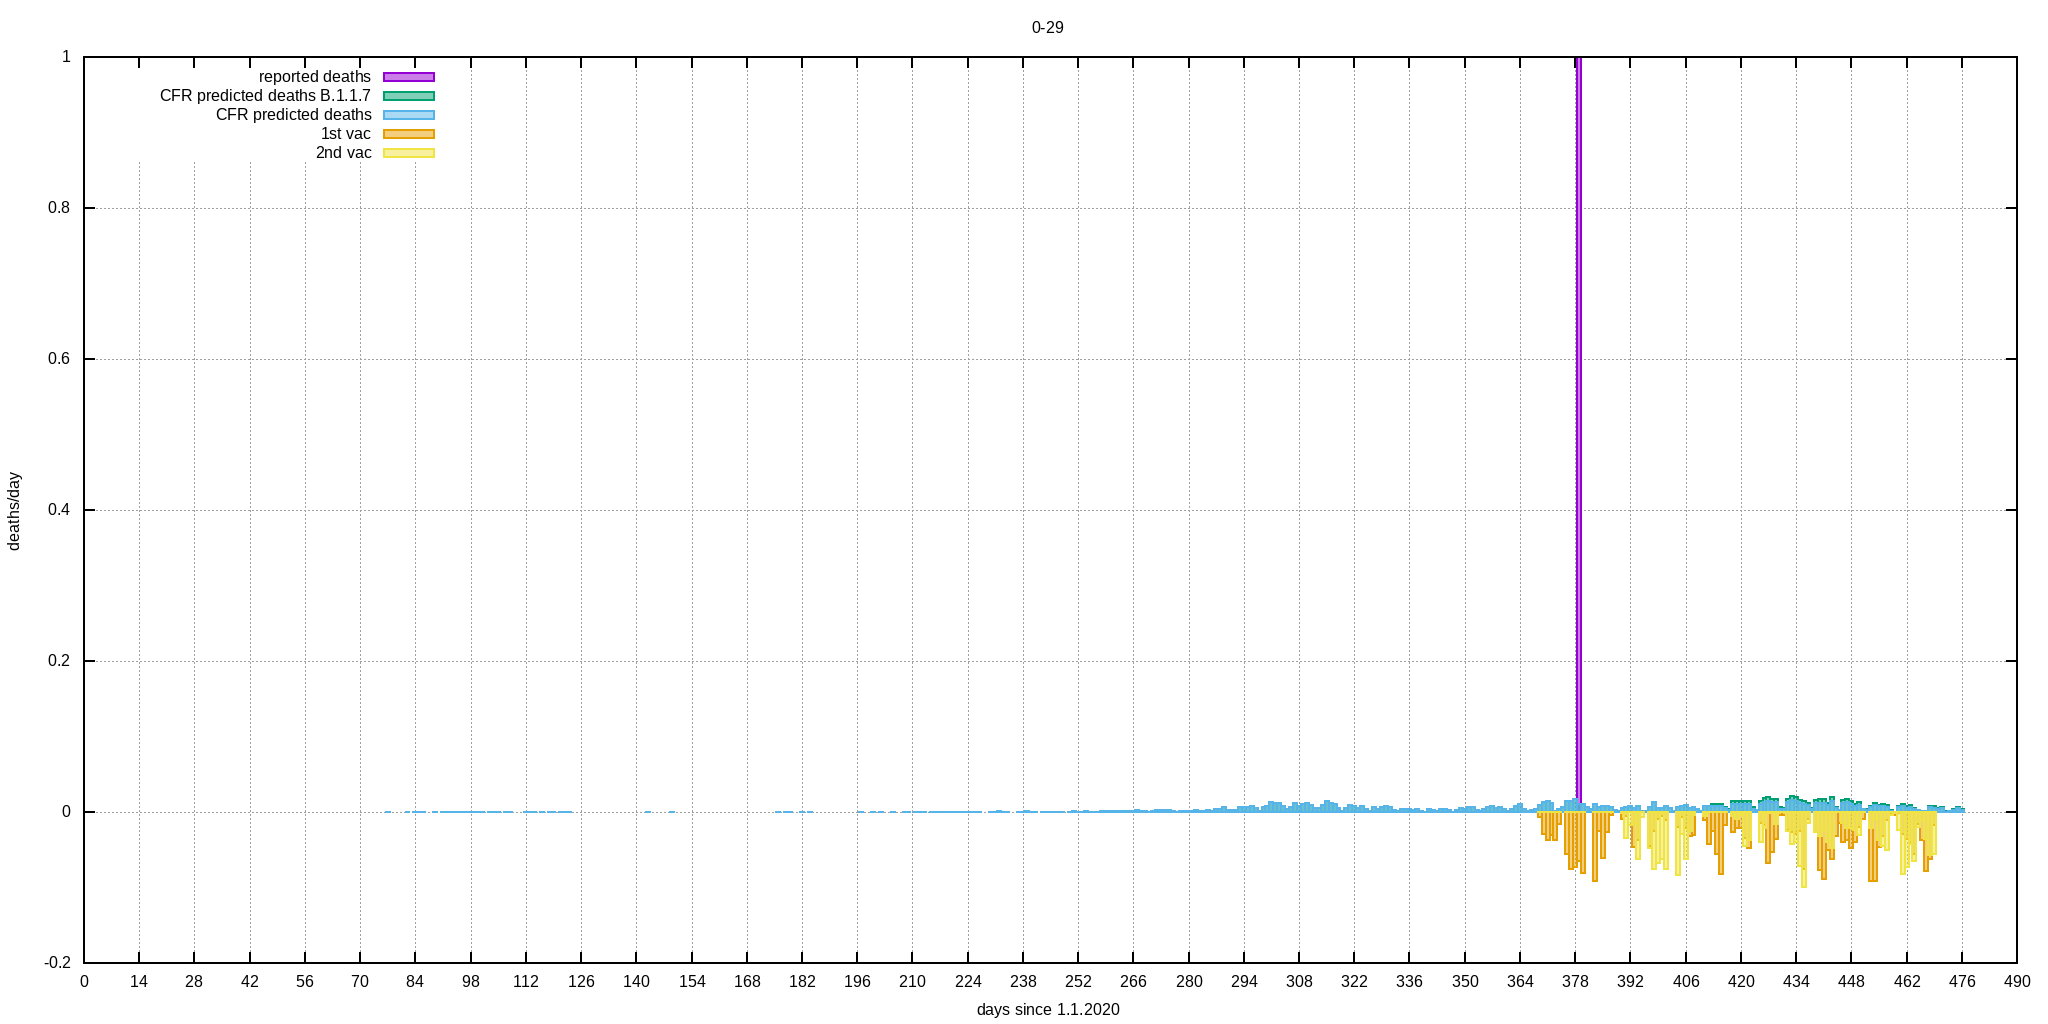 0-29
1
reported deaths
CFR predicted deaths B.1.1.7
CFR predicted deaths
1st vac
2nd vac
0.8
0.6
0.4
0.2
0
-0.2
deaths/day
0 14 28 42 56 70 84 98 112 126 140 154 168 182 196 210 224 238 252 266 280 294 308 322 336 350 364 378 392 406 420 434 448 462 476 490
days since 1.1.2020